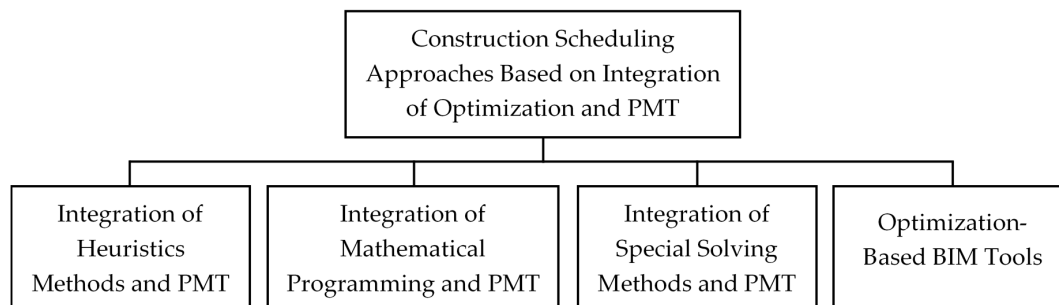 Construction Scheduling
Approaches Based on Integration
of Optimization and PMT
Integration of
Heuristics
Methods and PMT
Integration of
Mathematical
Programming and PMT
Integration of
Special Solving
Methods and PMT
Optimization-
Based BIM Tools